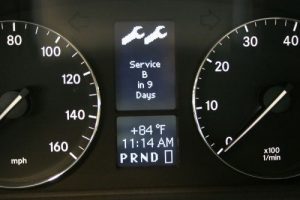 80
100
120
140
160
mph
Service
B
in 9
Days
+84°F
11:14 AM
PRND
0
10
20
30
40
x100
1/min